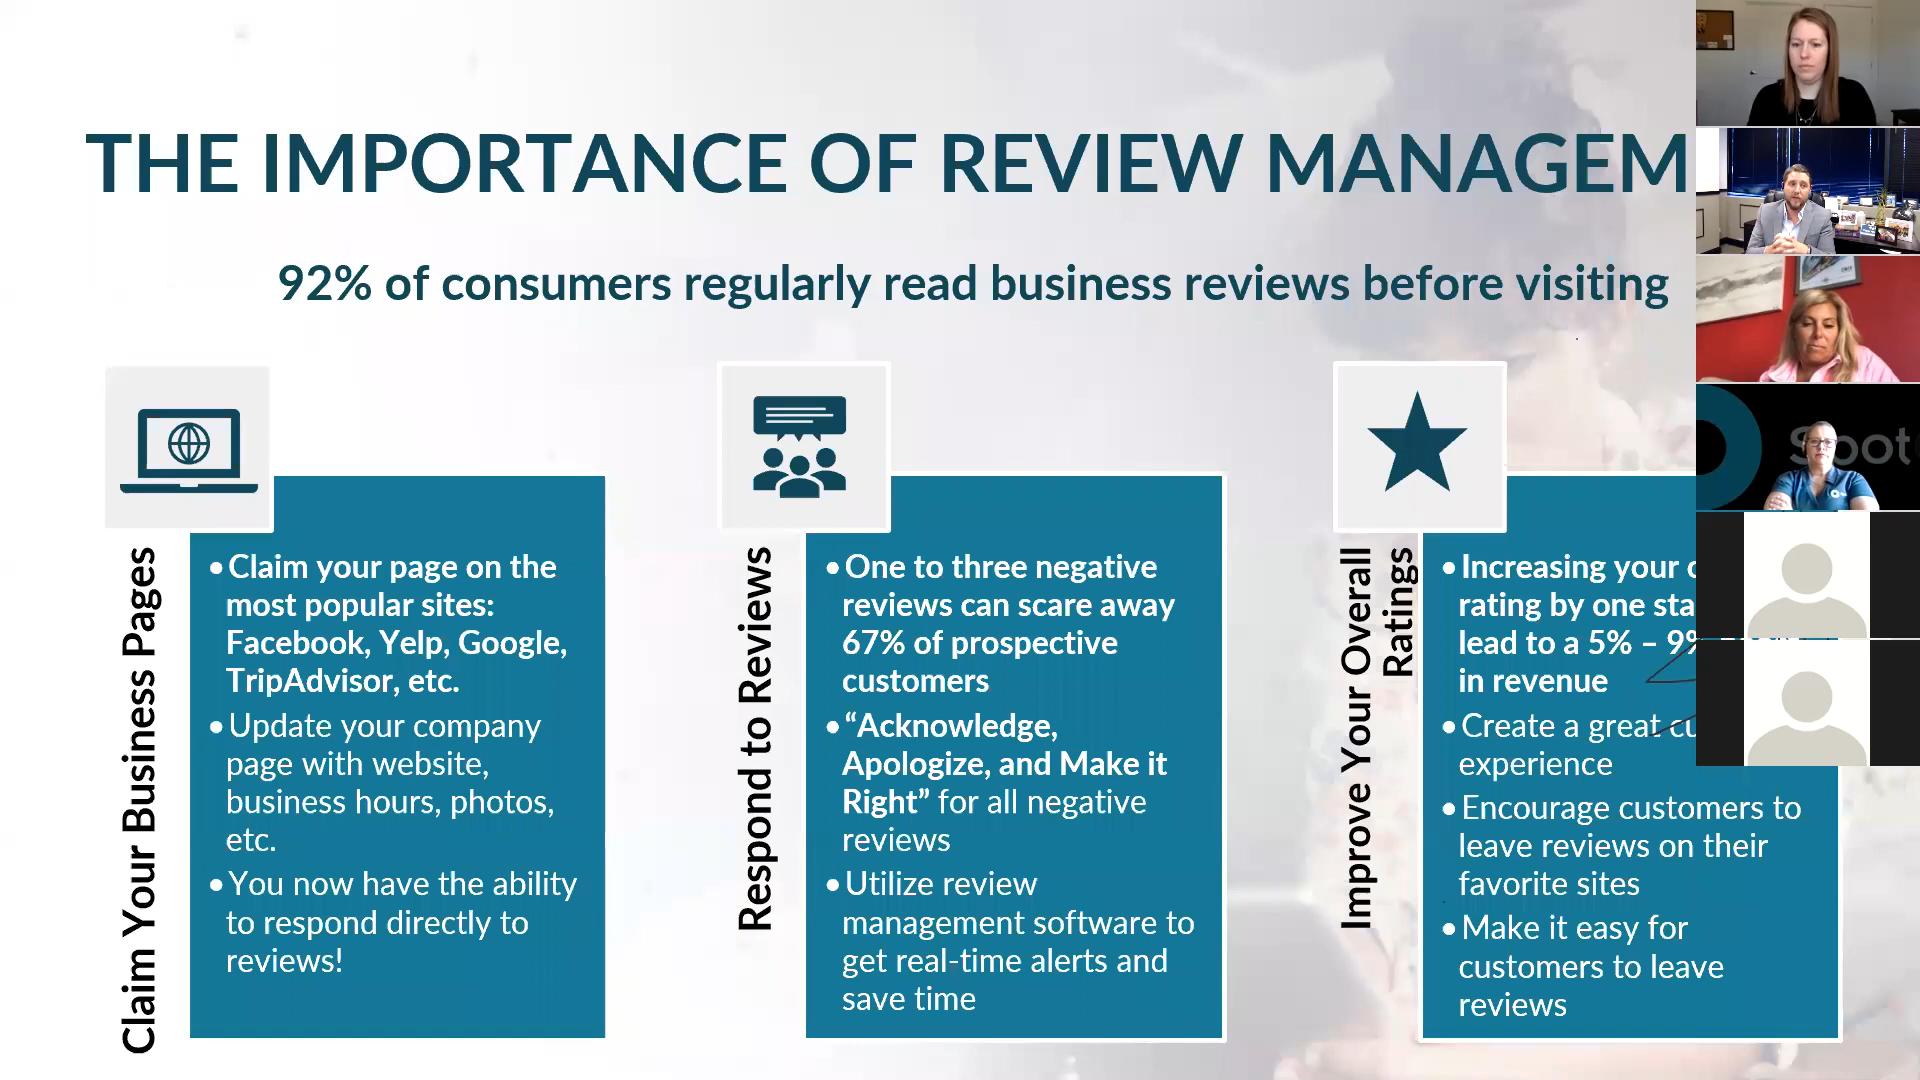 THE IMPORTANCE OF REVIEW MANAGEM
92% of consumers regularly read business reviews before visiting
Claim Your Business Pages
•Claim your page on the
most popular sites:
Facebook, Yelp, Google,
TripAdvisor, etc.
•Update your company
page with website,
business hours, photos,
etc.
•You now have the ability
to respond directly to
reviews!
Respond to Reviews
•One to three negative
reviews can scare away
67% of prospective
customers
•“Acknowledge,
Apologize, and Make it
Right” for all negative
reviews
•Utilize review
management software to
get real-time alerts and
save time
Improve Your Overall
Ratings
•Increasing your
rating by one
lead to a 5% – 9%
in revenue
•Create a great
experience
•Encourage customers to
leave reviews on their
favorite sites
•Make it easy for
customers to leave
reviews